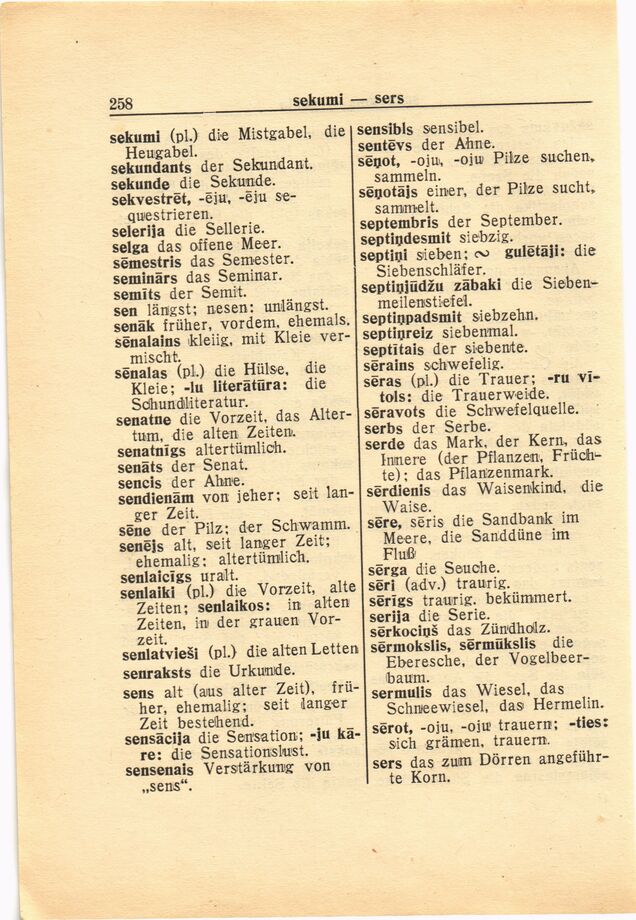 258
sekumi — sers
sekumi (pl.) die Mistgabel, die
Heugabel.
sekundants der Sekundant.
sekunde die Sekunde.
sekvestrēt, -ēju, -ēju se-
questrieren.
selerija die Sellerie.
selga das offene Meer.
sēmestris das Semester.
seminārs das Seminar.
semīts der Semit.
sen längst; nesen: unlängst.
senāk früher, vordem, ehemals.
sēnalains kleiig, mit Kleie ver-
mischt.
sēnalas (pl.) die Hülse, die
Kleie; -lu literātūra: die
Schundliteratur.
senatne die Vorzeit, das Alter-
tum, die alten Zeiten.
senatnīgs altertümlich.
senāts der Senat.
sencis der Ahne.
sendienām von jeher; seit lan-
ger Zeit.
sēne der Pilz; der Schwamm.
senējs alt, seit langer Zeit;
ehemalig; altertümlich.
senlaicīgs uralt.
senlaiki (pl.) die Vorzeit, alte
Zeiten; senlaikos: in alten
Zeiten, in der grauen Vor-
zeit.
senlatvieši (pl.) die alten Letten
senraksts die Urkunde.
sens alt (aus alter Zeit), frü-
her, ehemalig; seit langer
Zeit bestehend.
sensācija die Sensation; -ju kā-
re: die Sensationslust.
sensenais Verstärkung von
„sens“.
sensibls sensibel.
sentēvs der Ahne.
sēņot, -oju, -oju Pilze suchen,
sammeln.
sēņotājs einer, der Pilze sucht,
sammelt.
septembris der September.
septiņdesmit siebzig.
septiņi sieben; ∾ gulētāji: die
Siebenschläfer.
septiņjūdžu zābaki die Sieben-
meilenstiefel.
septiņpadsmit siebzehn.
septiņreiz siebenmal.
septītais der siebente.
sērains schwefelig.
sēras (pl.) die Trauer; -ru vī-
tols: die Trauerweide.
sēravots die Schwefelquelle.
serbs der Serbe.
serde das Mark, der Kern, das
Innere (der Pflanzen, Früch-
te); das Pflanzenmark.
sērdienis das Waisenkind, die
Waise.
sēre, sēris die Sandbank im
Meere, die Sanddüne im
Fluß
sērga die Seuche.
sēri (adv.) traurig.
sērīgs traurig, bekümmert.
serija die Serie.
sērkociņš das Zündholz.
sērmokslis, sērmūkslis die
Eberesche, der Vogelbeer-
baum.
sermulis das Wiesel, das
Schneewiesel, das Hermelin.
sērot, -oju, -oju trauern; -ties:
sich grämen, trauern.
sers das zum Dörren angeführ-
te Korn.